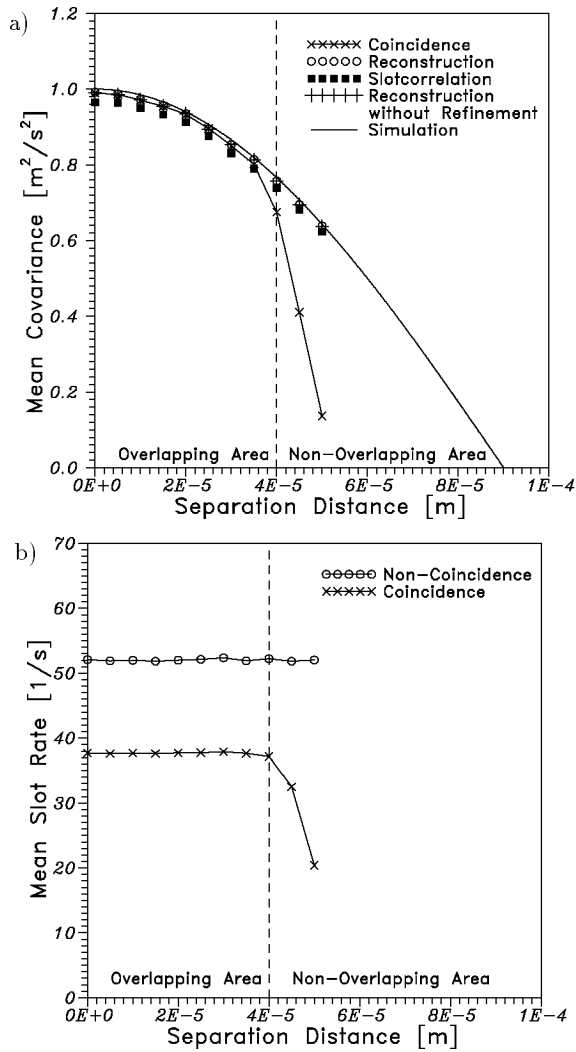 a)
1.2
1.0
0.8
0.6
0.4
0.2
0.0
Mean Covariance [m²/s²]
Coincidence
Reconstruction
Slotcorrelation
Reconstruction
without Refinement
Simulation
Overlapping Area
Non-Overlapping Area
0E+0 2E-5 4E-5 6E-5 8E-5 1E-4
Separation Distance [m]
b)
70
60
50
40
30
20
10
0
Mean Slot Rate [1/s]
Non-Coincidence
Coincidence
Overlapping Area
Non-Overlapping Area
0E+0 2E-5 4E-5 6E-5 8E-5 1E-4
Separation Distance [m]